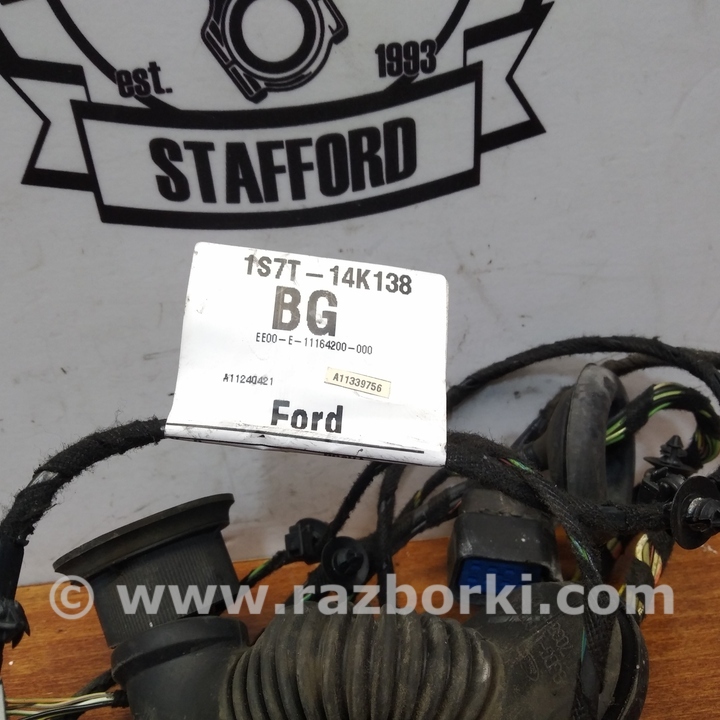 est.
1993
STAFFORD
1S7T-14K138
BG
EE00-E-11164200-000
A11240421
A11339756
Ford
© www.razborki.com